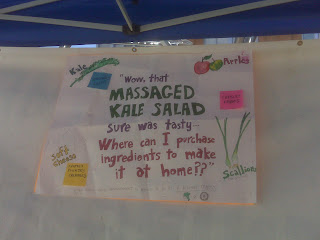 Kale
Apples
"Wow, that
MASSAGED
KALE SALAD
sure was tasty--
Where can I purchase
ingredients to make
it at home??"
Soft
Cheese
Scallions